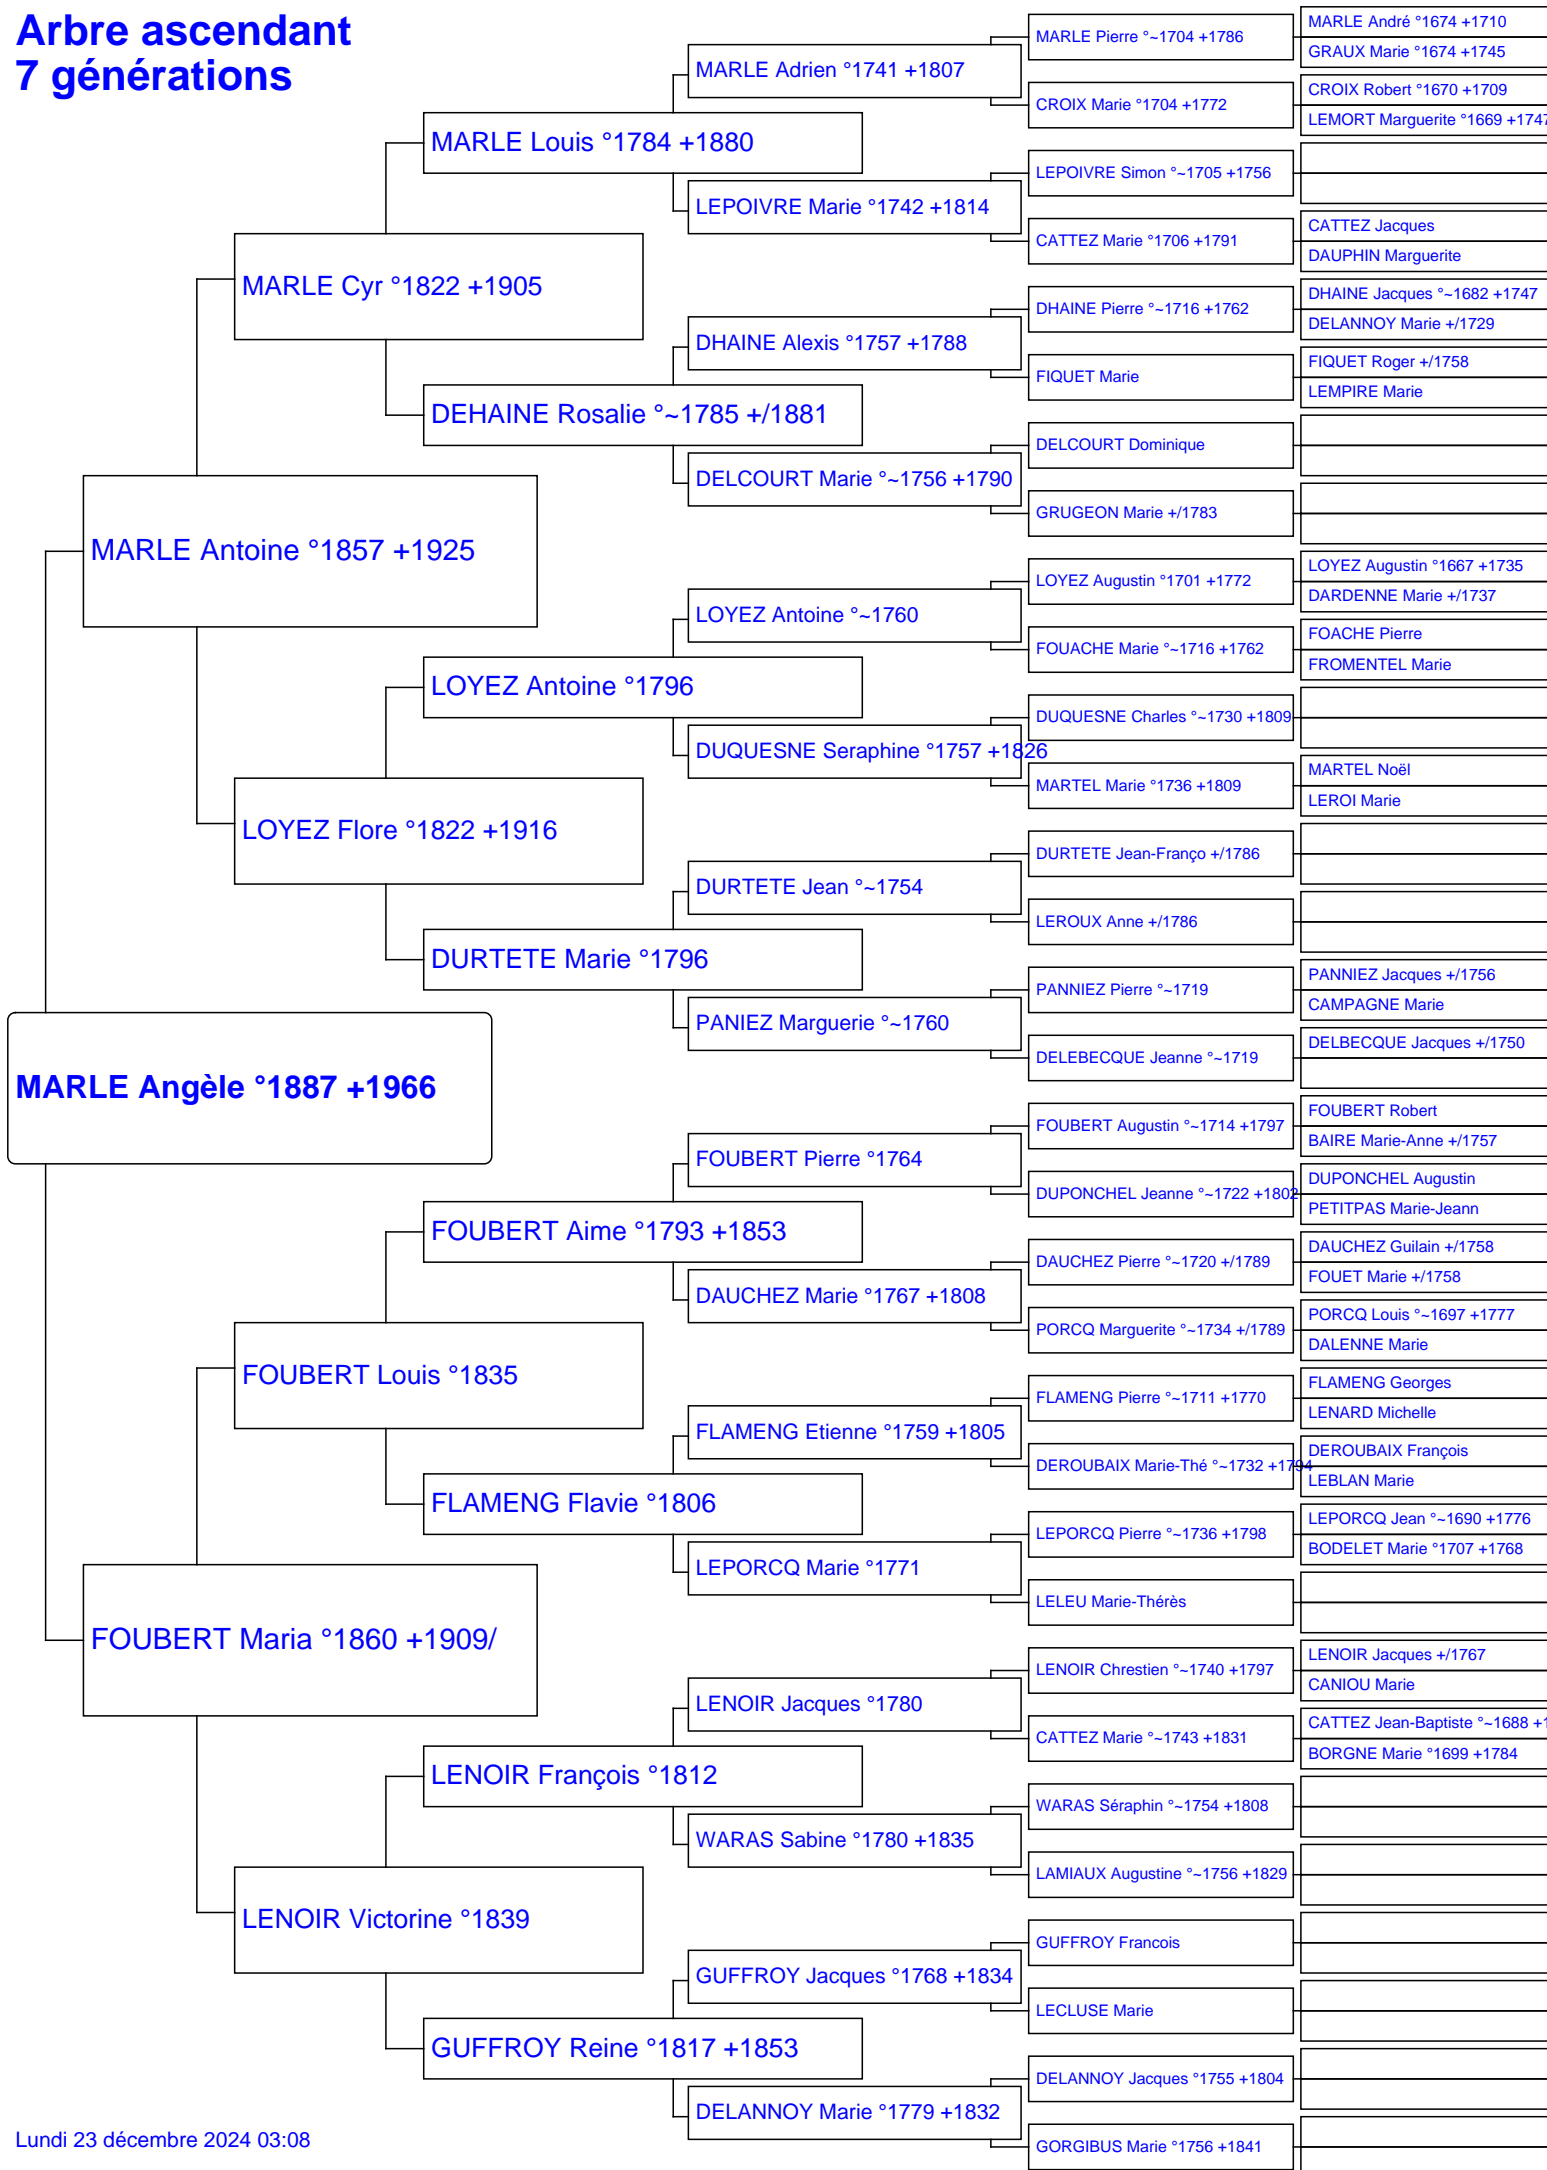 Arbre ascendant
7 générations
MARLE Angèle °1887 +1966
MARLE Antoine °1857 +1925
FOUBERT Maria °1860 +1909/
MARLE Cyr °1822 +1905
LOYEZ Flore °1822 +1916
FOUBERT Louis °1835
LENOIR Victorine °1839
MARLE Louis °1784 +1880
DEHAINE Rosalie °~1785 +/1881
LOYEZ Antoine °1796
DURTETE Marie °1796
FOUBERT Aime °1793 +1853
FLAMENG Flavie °1806
LENOIR François °1812
GUFFROY Reine °1817 +1853
MARLE Adrien °1741 +1807
LEPOIVRE Marie °1742 +1814
DHAINE Alexis °1757 +1788
DELCOURT Marie °~1756 +1790
LOYEZ Antoine °~1760
DUQUESNE Seraphine °1757 +1826
DURTETE Jean °~1754
PANIEZ Marguerie °~1760
FOUBERT Pierre °1764
DAUCHEZ Marie °1767 +1808
FLAMENG Etienne °1759 +1805
LEPORCQ Marie °1771
LENOIR Jacques °1780
WARAS Sabine °1780 +1835
GUFFROY Jacques °1768 +1834
DELANNOY Marie °1779 +1832
MARLE Pierre °~1704 +1786
CROIX Marie °1704 +1772
LEPOIVRE Simon °~1705 +1756
CATTEZ Marie °1706 +1791
DHAINE Pierre °~1716 +1762
FIQUET Marie
DELCOURT Dominique
GRUGEON Marie +/1783
LOYEZ Augustin °1701 +1772
FOUACHE Marie °~1716 +1762
DUQUESNE Charles °~1730 +1809
MARTEL Marie °1736 +1809
DURTETE Jean-Franço +/1786
LEROUX Anne +/1786
PANNIEZ Pierre °~1719
DELEBECQUE Jeanne °~1719
FOUBERT Augustin °~1714 +1797
DUPONCHEL Jeanne °~1722 +1802
DAUCHEZ Pierre °~1720 +/1789
PORCQ Marguerite °~1734 +/1789
FLAMENG Pierre °~1711 +1770
DEROUBAIX Marie-Thé °~1732 +1794
LEPORCQ Pierre °~1736 +1798
LELEU Marie-Thérès
LENOIR Chrestien °~1740 +1797
CATTEZ Marie °~1743 +1831
WARAS Séraphin °~1754 +1808
LAMIAUX Augustine °~1756 +1829
GUFFROY Francois
LECLUSE Marie
DELANNOY Jacques °1755 +1804
GORGIBUS Marie °1756 +1841
MARLE André °1674 +1710
GRAUX Marie °1674 +1745
CROIX Robert °1670 +1709
LEMORT Marguerite °1669 +1747
CATTEZ Jacques
DAUPHIN Marguerite
DHAINE Jacques °~1682 +1747
DELANNOY Marie +/1729
FIQUET Roger +/1758
LEMPIRE Marie
LOYEZ Augustin °1667 +1735
DARDENNE Marie +/1737
FOACHE Pierre
FROMENTEL Marie
MARTEL Noël
LEROI Marie
PANNIEZ Jacques +/1756
CAMPAGNE Marie
DELBECQUE Jacques +/1750
FOUBERT Robert
BAIRE Marie-Anne +/1757
DUPONCHEL Augustin
PETITPAS Marie-Jeann
DAUCHEZ Guilain +/1758
FOUET Marie +/1758
PORCQ Louis °~1697 +1777
DALENNE Marie
FLAMENG Georges
LENARD Michelle
DEROUBAIX François
LEBLAN Marie
LEPORCQ Jean °~1690 +1776
BODELET Marie °1707 +1768
LENOIR Jacques +/1767
CANIOU Marie
CATTEZ Jean-Baptiste °~1688
BORGNE Marie °1699 +1784
Lundi 23 décembre 2024 03:08